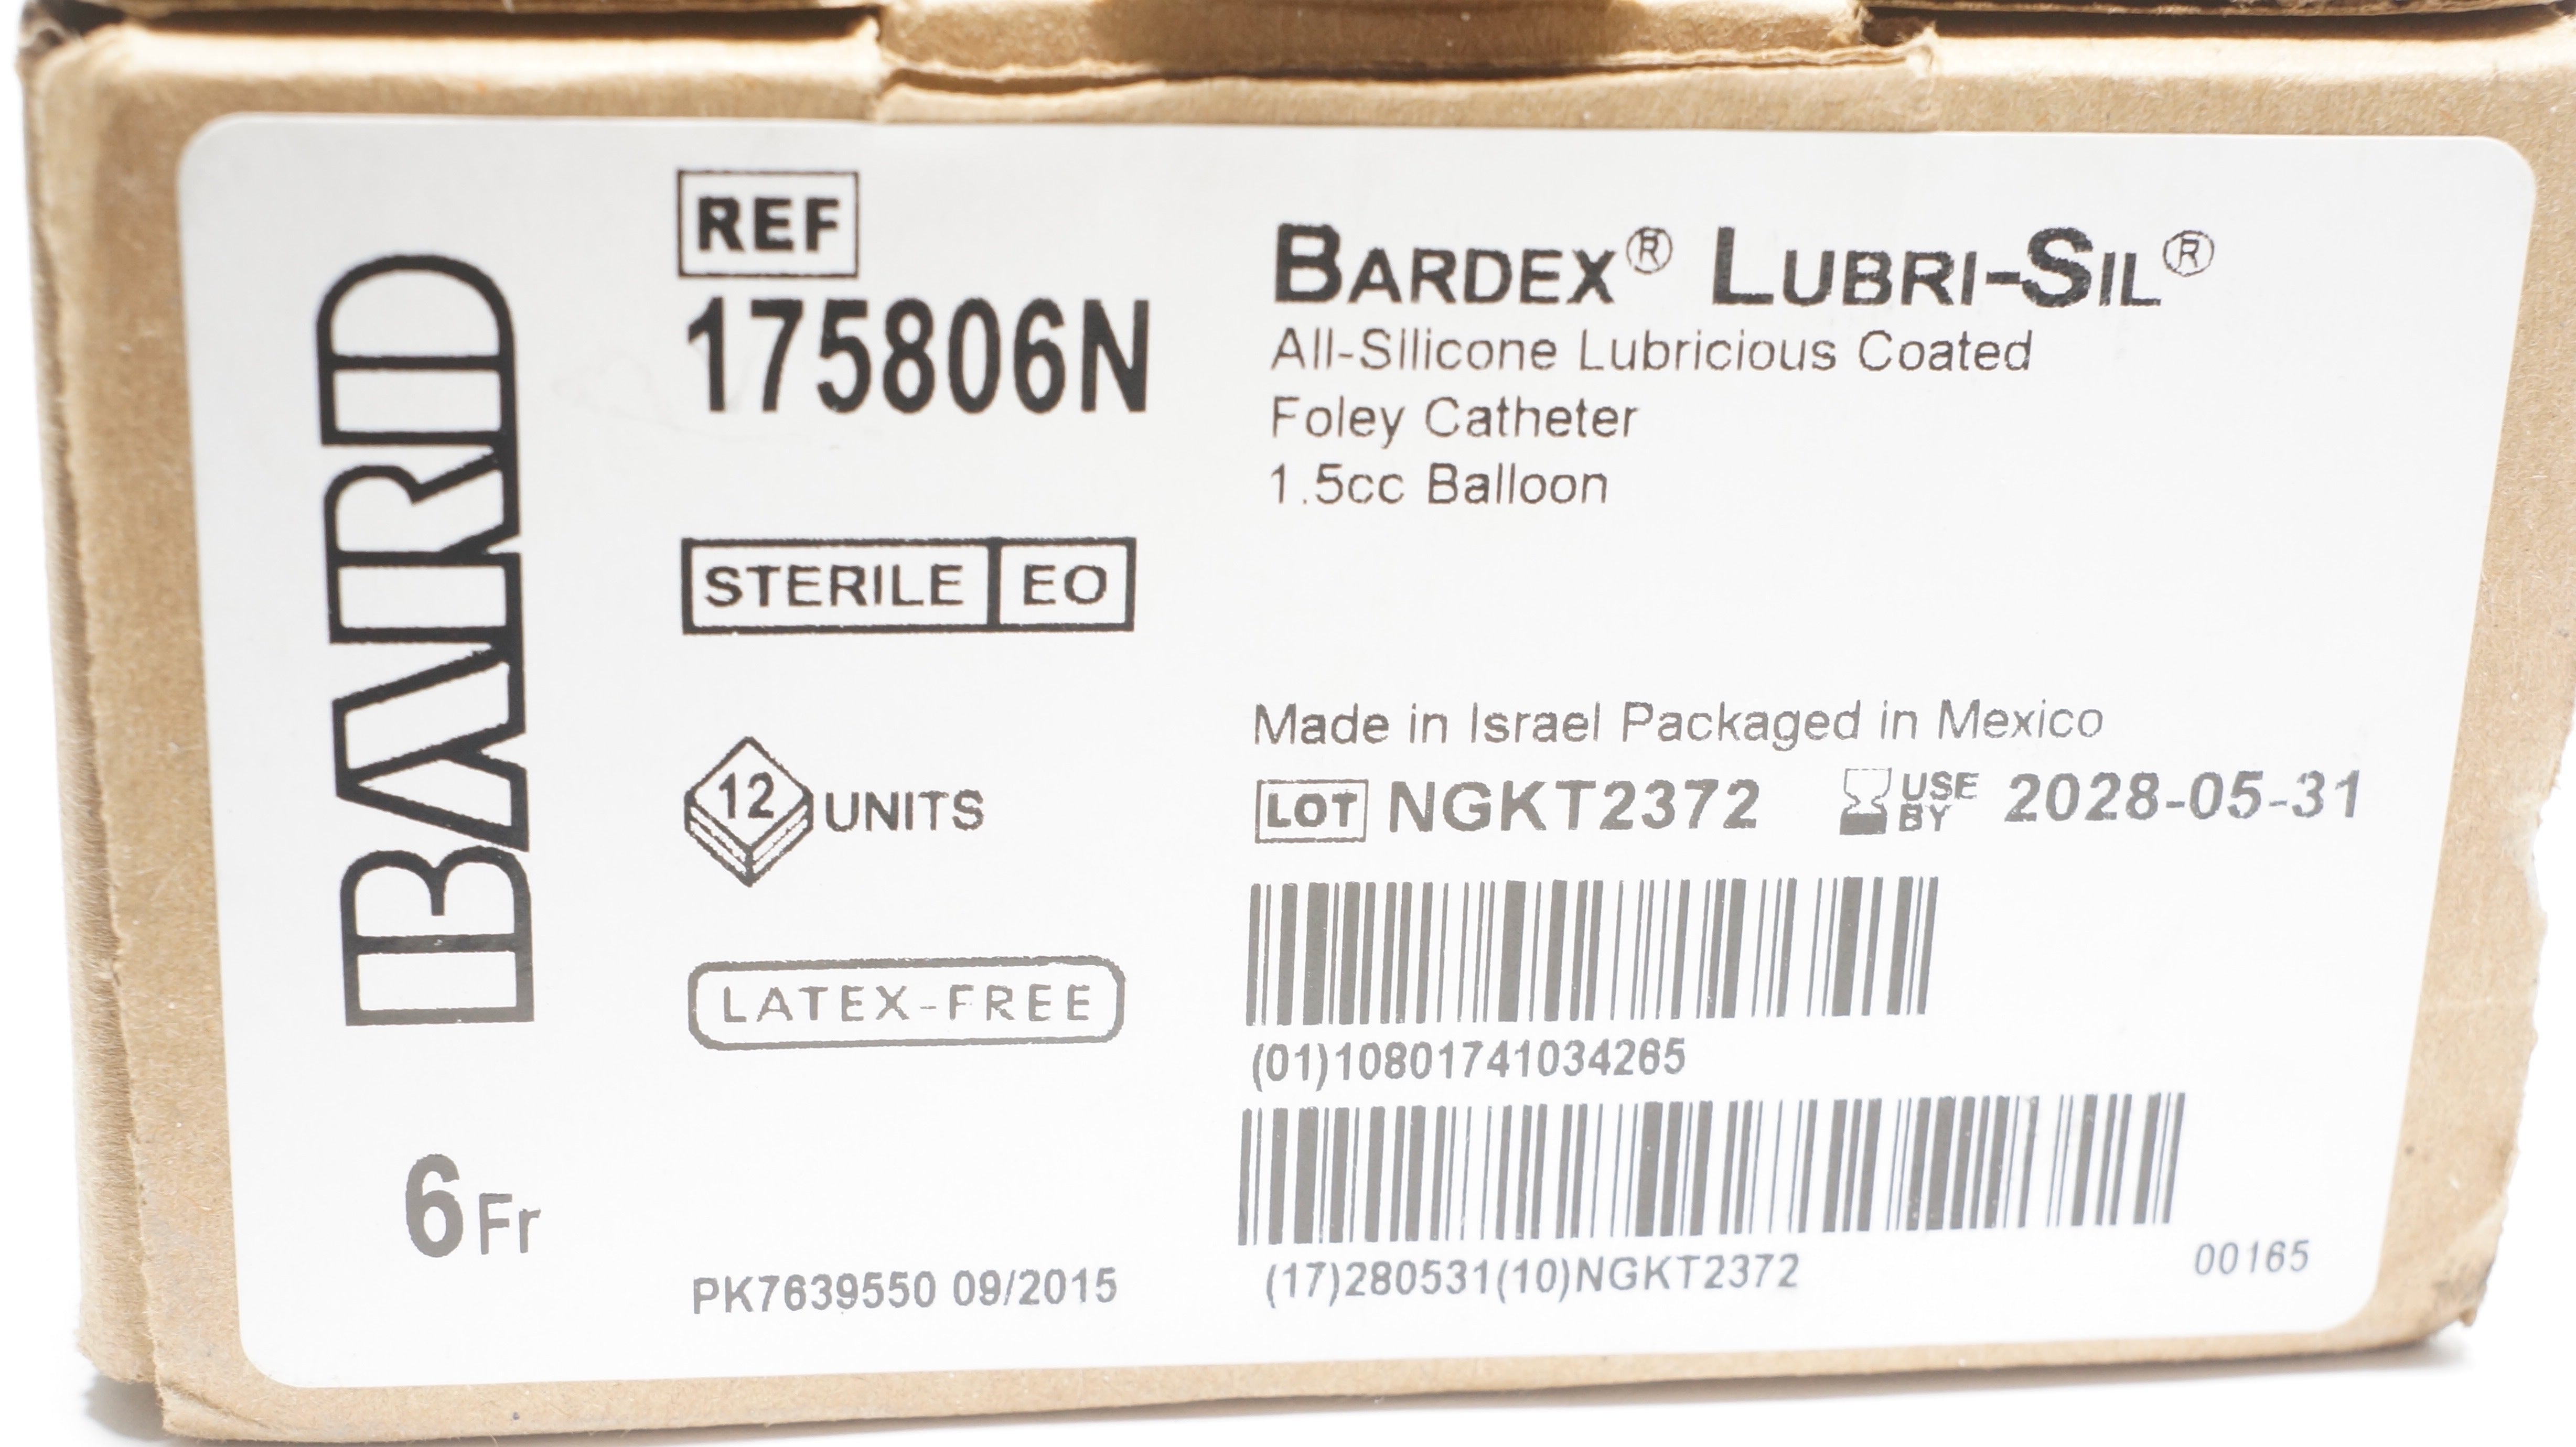 BARD
6 Fr
REF
175806N
STERILE EO
12 UNITS
LATEX-FREE
PK7639550 09/2015
BARDEX® LUBRI-SIL®
All-Silicone Lubricious Coated
Foley Catheter
1.5cc Balloon
Made in Israel Packaged in Mexico
LOT NGKT2372 USE BY 2028-05-31
(01)10801741034265
(17)280531(10)NGKT2372
00165